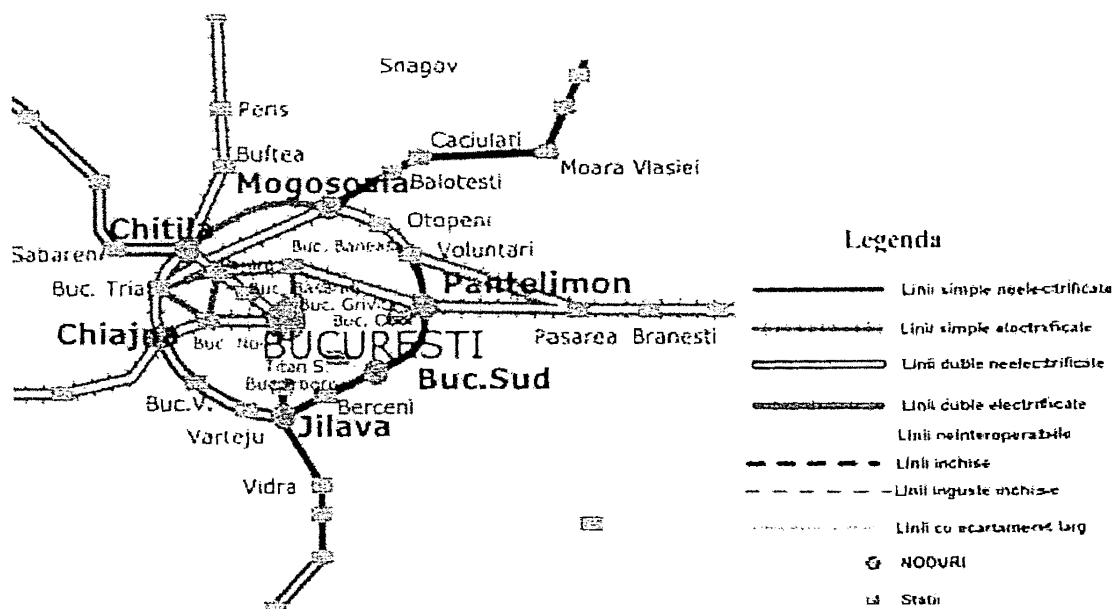 Snagov
Peris
Buftea
Caciulati
Moara Vlasiei
Balotesti
Mogosoaia
Otopeni
Chitila
Voluntari
Sabareni
Buc. Triaj
Pantelimon
Buc. Grivita
Chiajna
Pasarea Branesti
BUCURESTI
Titan S.
Buc.Sud
Buc.V.
Berceni
Varteju
Jilava
Vidra
Legenda
Linii simple neelectrificate
Linii simple electrificate
Linii duble neelectrificate
Linii duble electrificate
Linii neinteroperabile
Linii inchise
Linii inguste inchise
Linii cu ecartament larg
NODURI
Statii